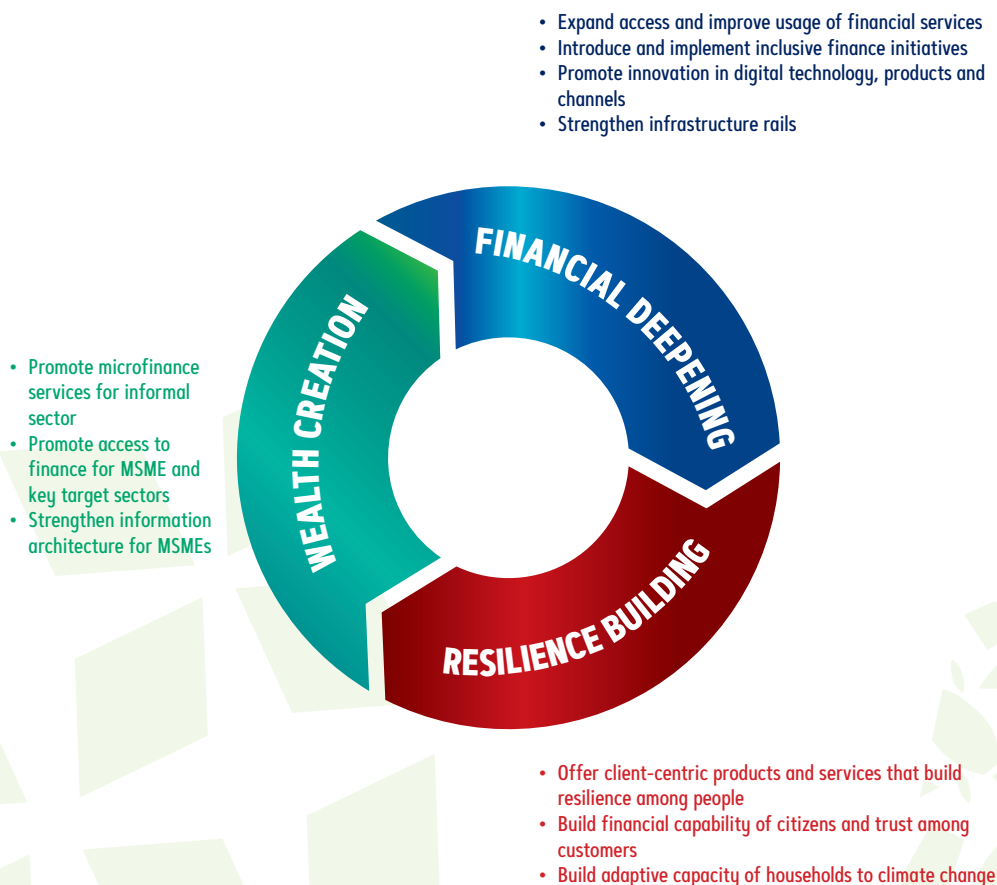 • Expand access and improve usage of financial services
• Introduce and implement inclusive finance initiatives
• Promote innovation in digital technology, products and
channels
• Strengthen infrastructure rails
FINANCIAL DEEPENING
WEALTH CREATION
• Promote microfinance
services for informal
sector
• Promote access to
finance for MSME and
key target sectors
• Strengthen information
architecture for MSMEs
RESILIENCE BUILDING
• Offer client-centric products and services that build
resilience among people
• Build financial capability of citizens and trust among
customers
• Build adaptive capacity of households to climate change